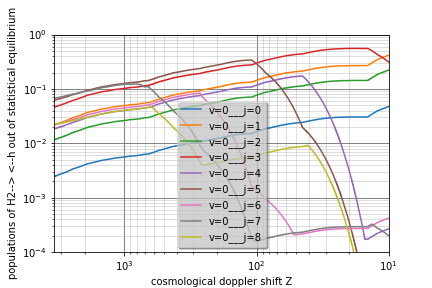 populations of H2--> <--h out of statistical equilibrium
10⁰
10⁻¹
10⁻²
10⁻³
10⁻⁴
v=0___j=0
v=0___j=1
v=0___j=2
v=0___j=3
v=0___j=4
v=0___j=5
v=0___j=6
v=0___j=7
v=0___j=8
10³
10²
10¹
cosmological doppler shift Z